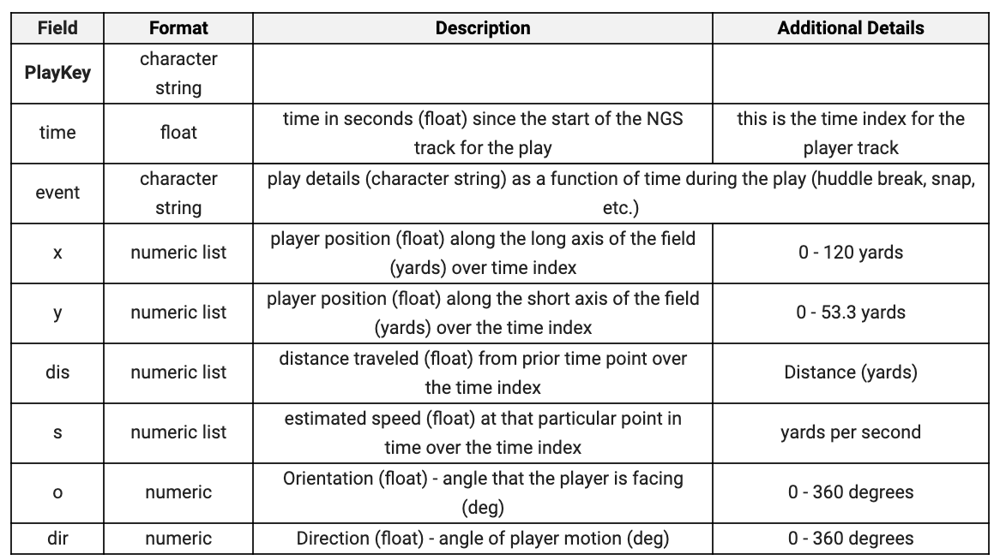 Field Format Description Additional Details
PlayKey character string
time float time in seconds (float) since the start of the NGS track for the play this is the time index for the player track
event character string play details (character string) as a function of time during the play (huddle break, snap, etc.)
x numeric list player position (float) along the long axis of the field (yards) over time index 0 - 120 yards
y numeric list player position (float) along the short axis of the field (yards) over the time index 0 - 53.3 yards
dis numeric list distance traveled (float) from prior time point over the time index Distance (yards)
s numeric list estimated speed (float) at that particular point in time over the time index yards per second
o numeric Orientation (float) - angle that the player is facing (deg) 0 - 360 degrees
dir numeric Direction (float) - angle of player motion (deg) 0 - 360 degrees